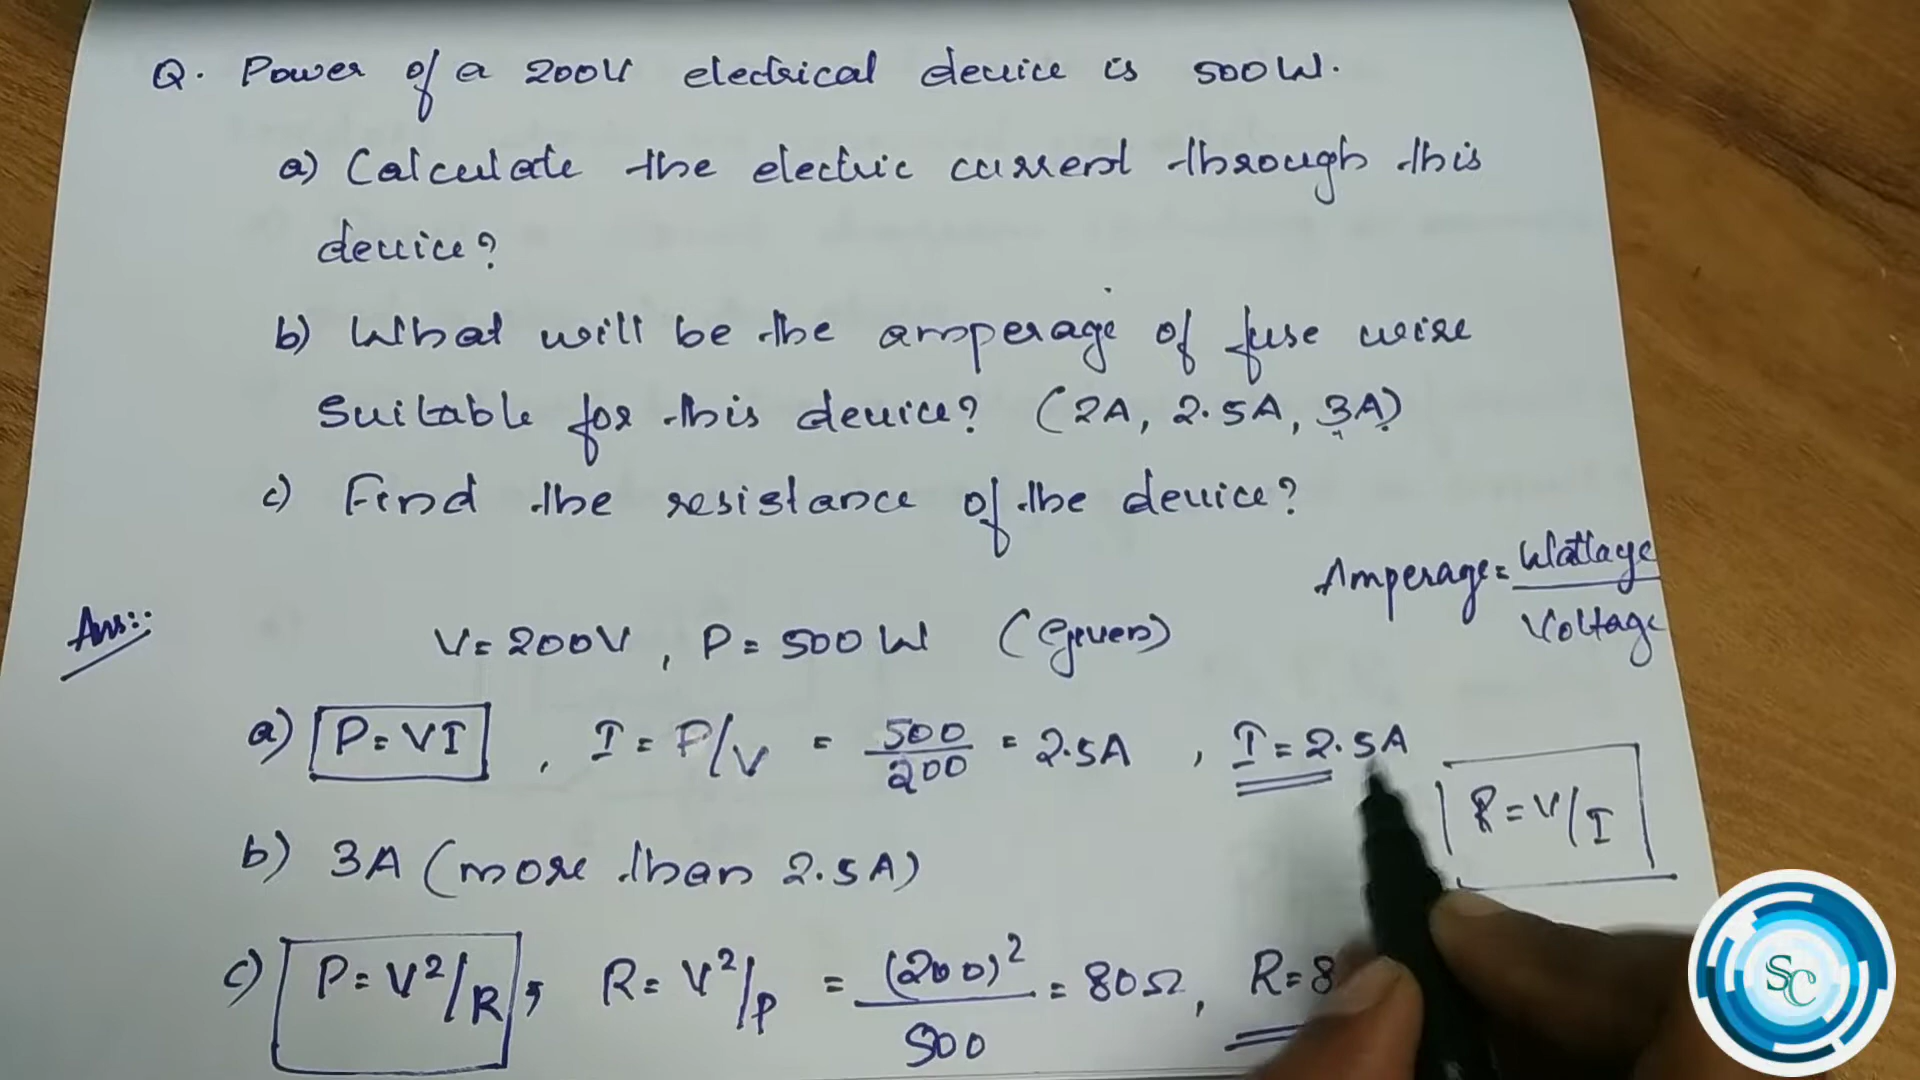 Q. Power of a 200V electrical device is 500W.
a) Calculate the electric current through this
device?
b) What will be the amperage of fuse wire
Suitable for this device? (2A, 2.5A, 3A)
c) Find the resistance of the device?
Amperage = Wattage / Voltage
Ans:-
V = 200V, P = 500W (Given)
a) P = VI, I = P/V = 500/200 = 2.5A, I = 2.5A
R = V/I
b) 3A (more than 2.5A)
c) P = V²/R, R = V²/P = (200)²/500 = 80Ω, R = 8
SC